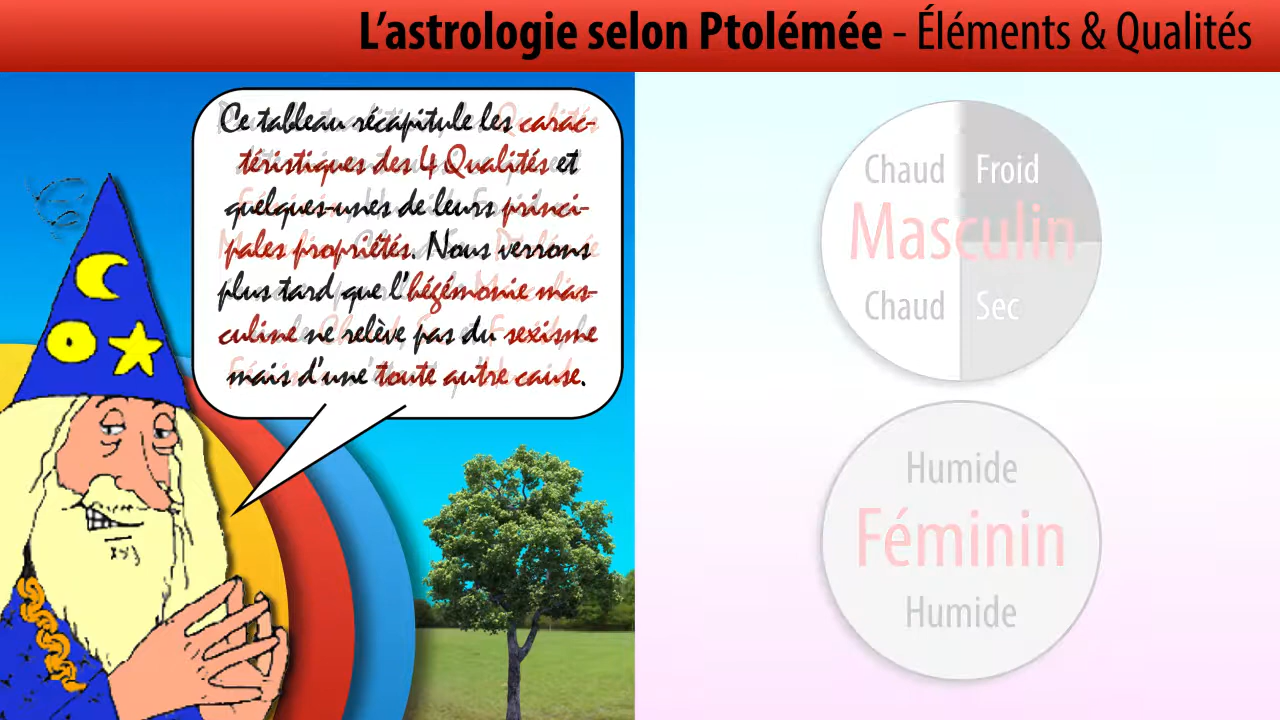 L'astrologie selon Ptolémée - Éléments & Qualités
Ce tableau récapitule les carac-
téristiques des 4 Qualités et
quelques-unes de leurs princi-
pales propriétés. Nous verrons
plus tard que l'hégémonie mas-
culine ne relève pas du sexisme
mais d'une toute autre cause.
Chaud Froid
Masculin
Chaud Sec
Humide
Féminin
Humide